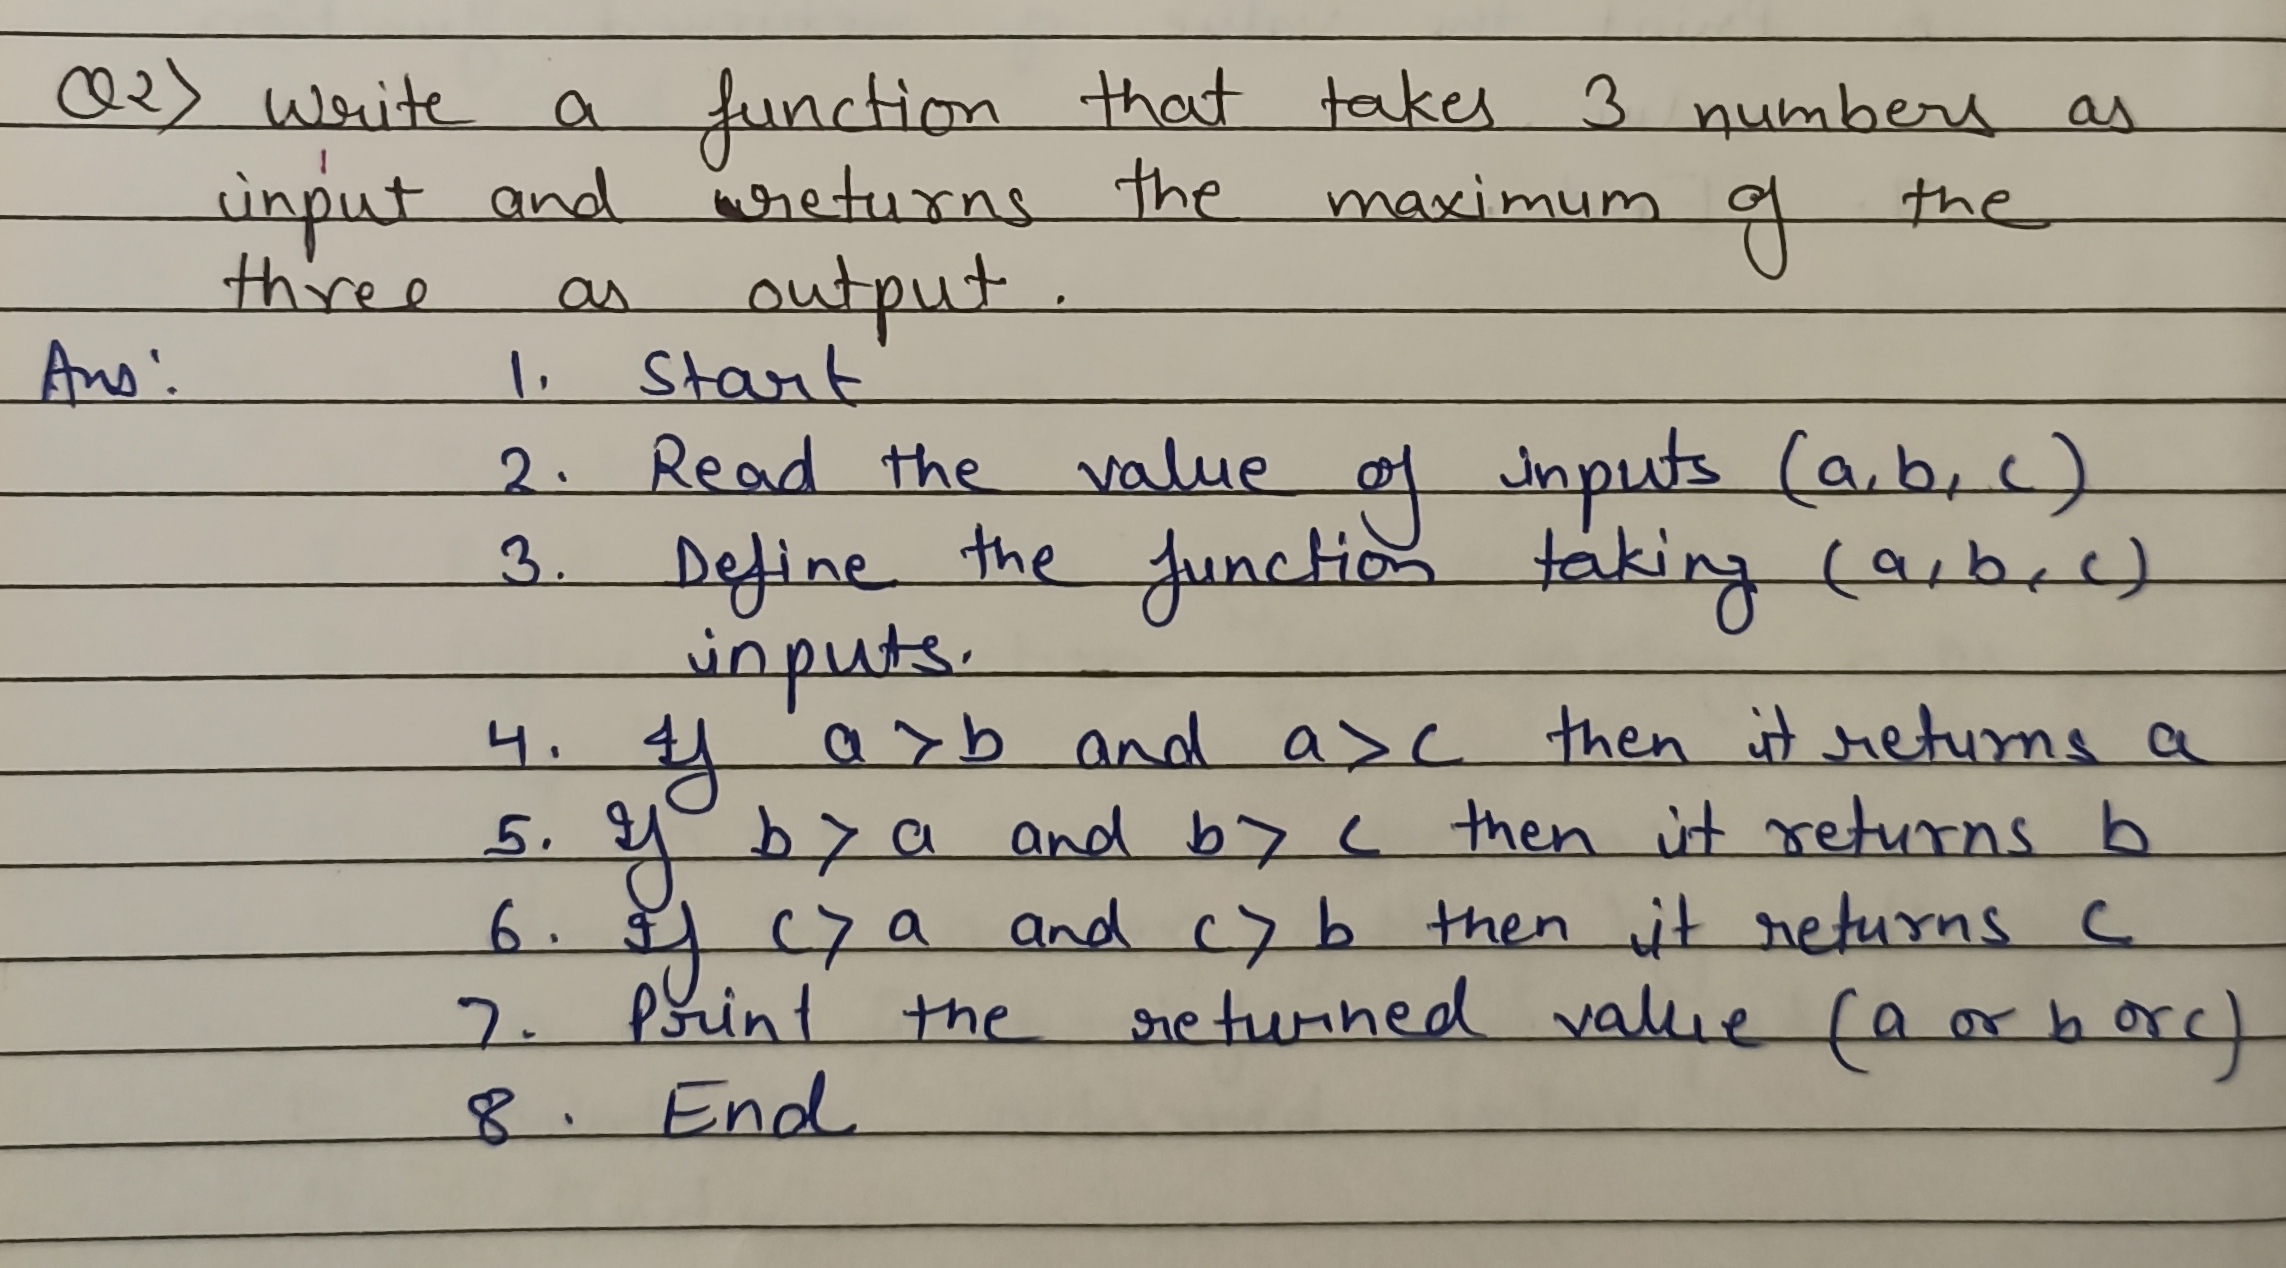 Q2) Write a function that takes 3 numbers as
input and returns the maximum of the
three as output.
Ans: 1. Start
2. Read the value of inputs (a, b, c)
3. Define the function taking (a, b, c)
inputs.
4. If a > b and a > c then it returns a
5. If b > a and b > c then it returns b
6. If c > a and c > b then it returns c
7. Print the returned value (a or b or c)
8. End